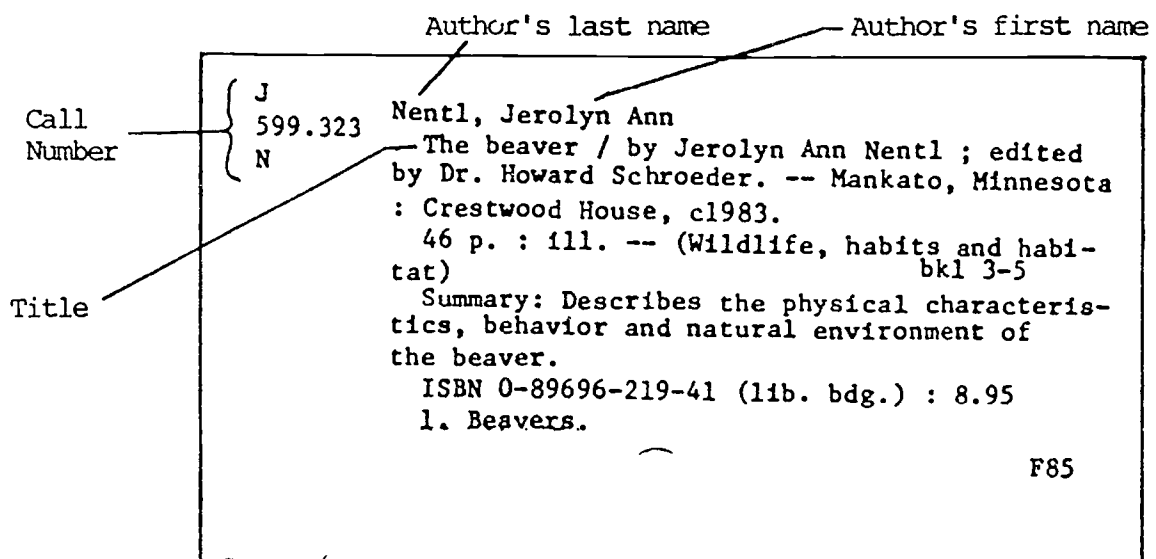 Author's last name Author's first name
Call
Number
J
599.323
N
Nentl, Jerolyn Ann
The beaver / by Jerolyn Ann Nentl ; edited
by Dr. Howard Schroeder. -- Mankato, Minnesota
: Crestwood House, c1983.
46 p. : ill. -- (Wildlife, habits and habi-
tat) bkl 3-5
Title
Summary: Describes the physical characteris-
tics, behavior and natural environment of
the beaver.
ISBN 0-89696-219-41 (lib. bdg.) : 8.95
1. Beavers.
F85